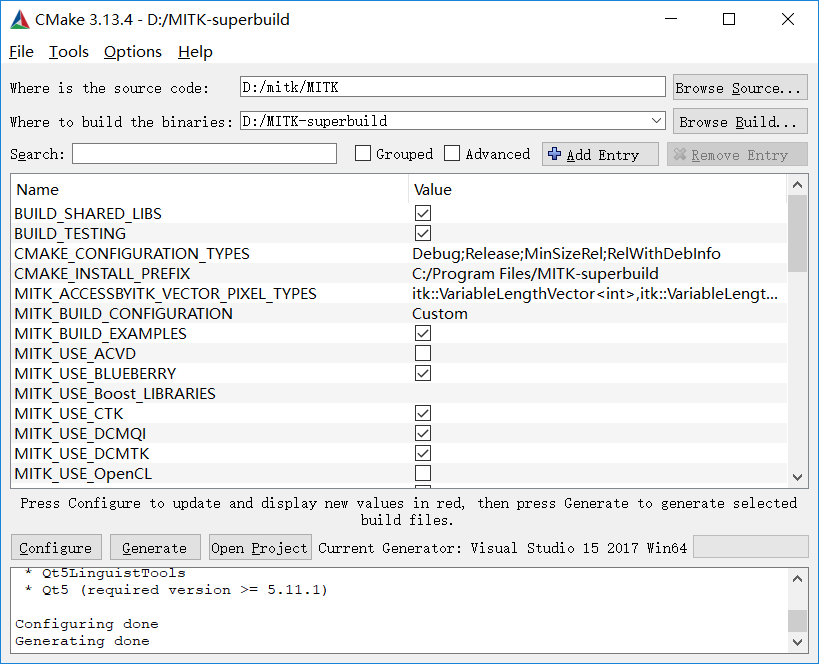 CMake 3.13.4 - D:/MITK-superbuild
File Tools Options Help
Where is the source code: D:/mitk/MITK Browse Source...
Where to build the binaries: D:/MITK-superbuild Browse Build...
Search: Grouped Advanced Add Entry Remove Entry
Name Value
BUILD_SHARED_LIBS
BUILD_TESTING
CMAKE_CONFIGURATION_TYPES Debug;Release;MinSizeRel;RelWithDebInfo
CMAKE_INSTALL_PREFIX C:/Program Files/MITK-superbuild
MITK_ACCESSBYITK_VECTOR_PIXEL_TYPES itk::VariableLengthVector<int>,itk::VariableLengt...
MITK_BUILD_CONFIGURATION Custom
MITK_BUILD_EXAMPLES
MITK_USE_ACVD
MITK_USE_BLUEBERRY
MITK_USE_Boost_LIBRARIES
MITK_USE_CTK
MITK_USE_DCMQI
MITK_USE_DCMTK
MITK_USE_OpenCL
Press Configure to update and display new values in red, then press Generate to generate selected
build files.
Configure Generate Open Project Current Generator: Visual Studio 15 2017 Win64
* Qt5LinguistTools
* Qt5 (required version >= 5.11.1)
Configuring done
Generating done